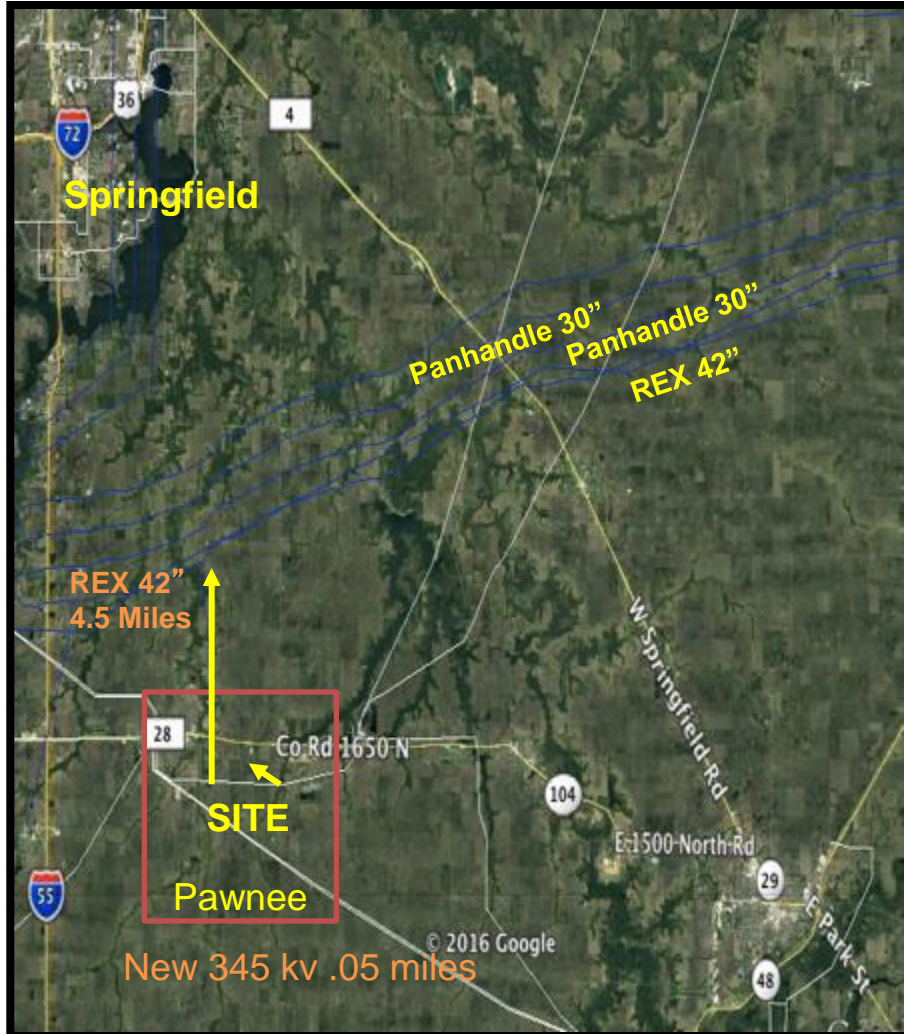 36
4
72
Springfield
Panhandle 30”
Panhandle 30”
REX 42”
REX 42”
4.5 Miles
28
Co Rd 1650 N
W Springfield Rd
SITE
104
E 1500 North Rd
29
55
Pawnee
E Park St
© 2016 Google
New 345 kv .05 miles
48